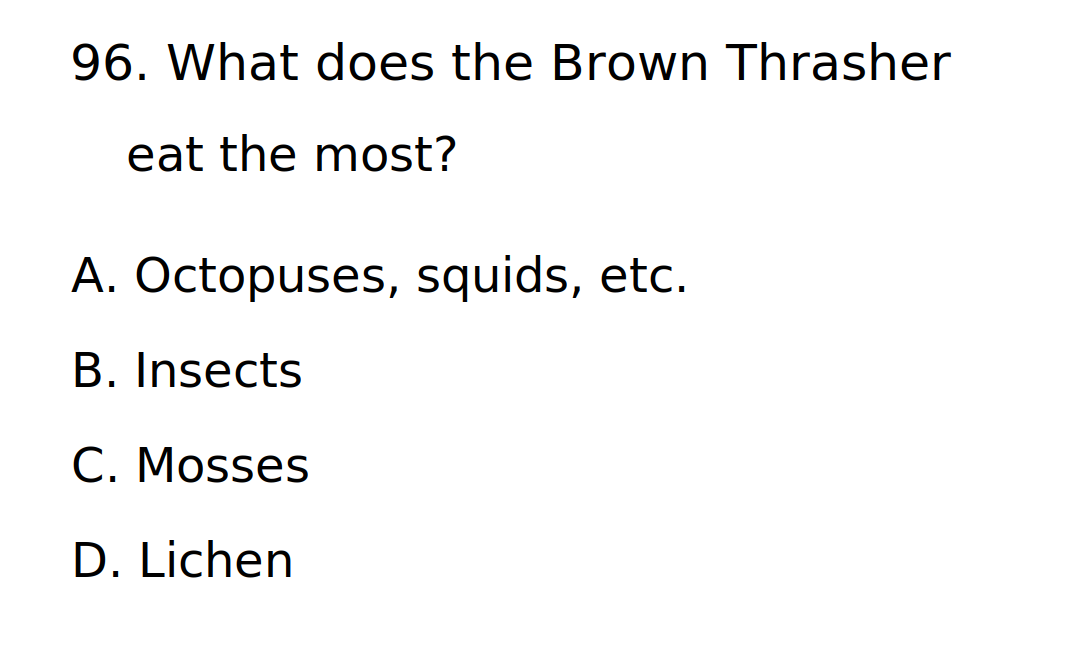 96. What does the Brown Thrasher
eat the most?
A. Octopuses, squids, etc.
B. Insects
C. Mosses
D. Lichen